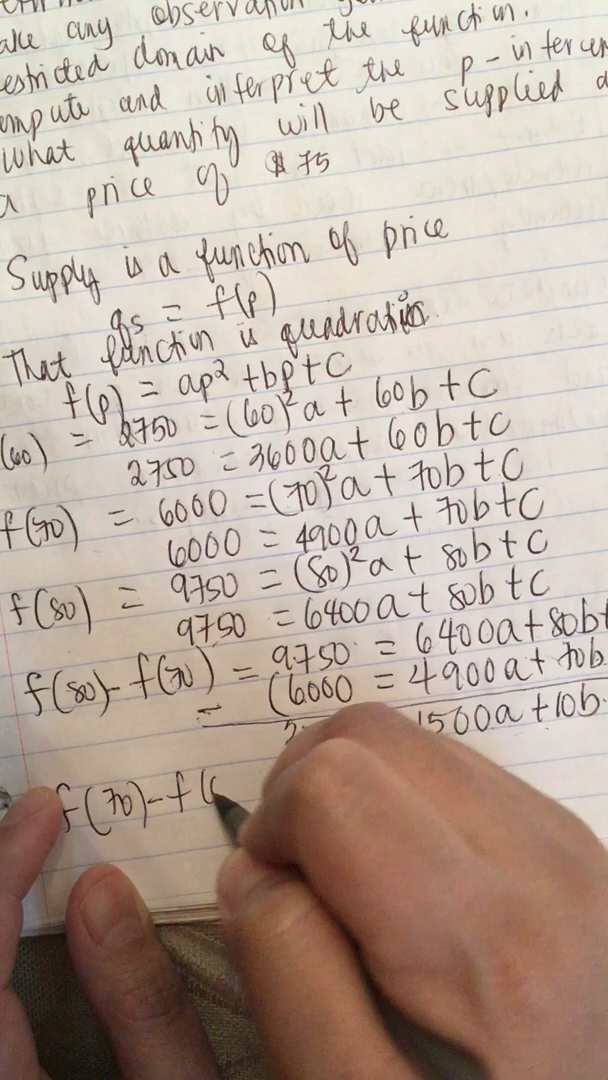 any observation
estricted domain of the function.
ompute and interpret the p-intercep
What quantity will be supplied a
a price of $ 75
Supply is a function of price
qs = f(p)
That function is quadratic.
f(p) = ap² + bp + C
(60) = 2750 = (60)²a + 60b + C
2750 = 3600a + 60b + C
f(70) = 6000 = (70)²a + 70b + C
6000 = 4900a + 70b + C
f(80) = 9750 = (80)²a + 80b + C
9750 = 6400a + 80b + C
f(80) - f(70) = 9750 = 6400a + 80b +
- (6000 = 4900a + 70b
1500a + 10b
f(70) - f(